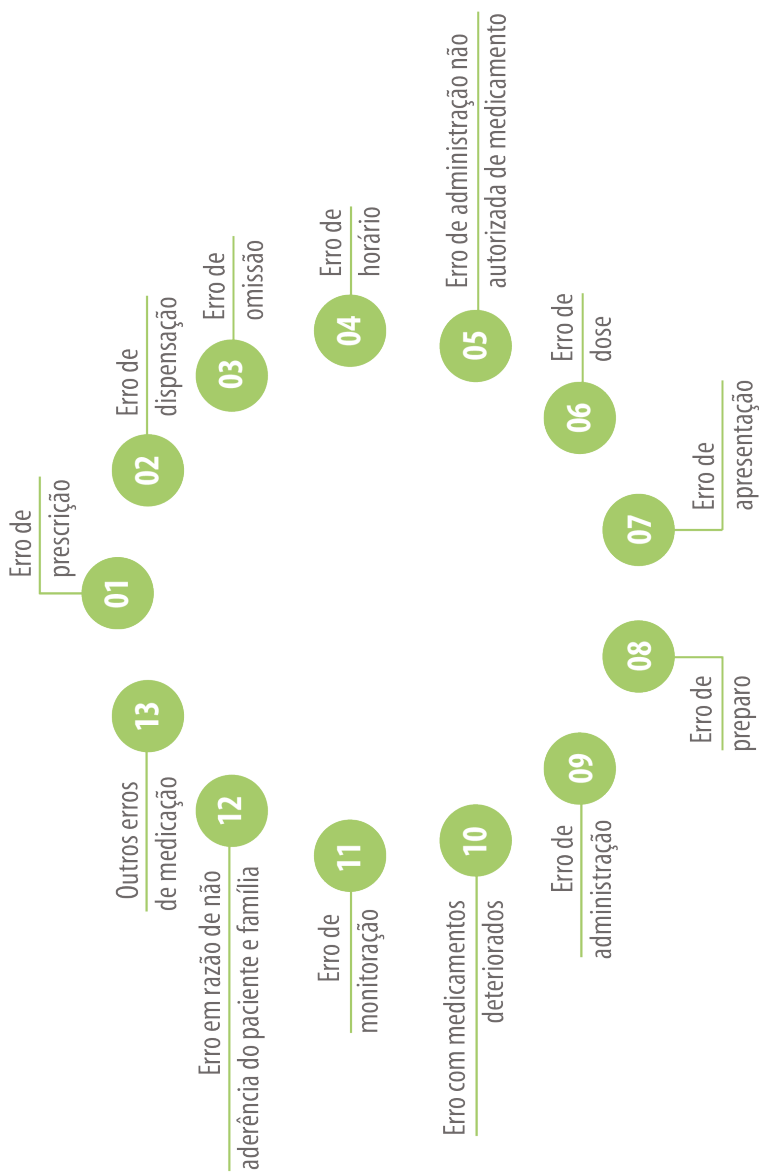 01
Erro de
prescrição
02
Erro de
dispensação
03
Erro de
omissão
04
Erro de
horário
05
Erro de administração não
autorizada de medicamento
06
Erro de
dose
07
Erro de
apresentação
08
Erro de
preparo
09
Erro de
administração
10
Erro com medicamentos
deteriorados
11
Erro de
monitoração
12
Erro em razão de não
aderência do paciente e família
13
Outros erros
de medicação